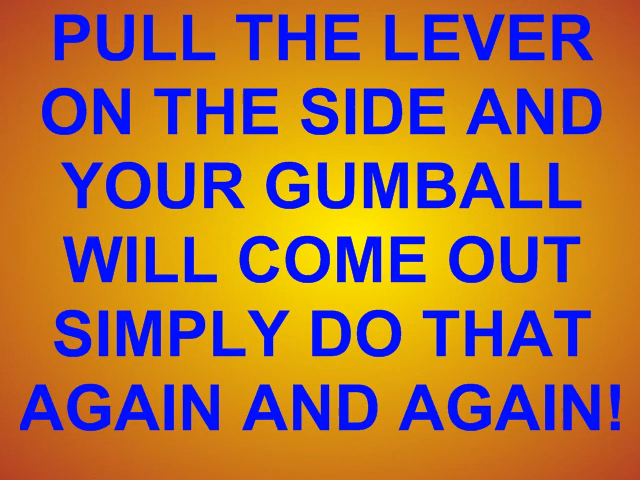 PULL THE LEVER
ON THE SIDE AND
YOUR GUMBALL
WILL COME OUT
SIMPLY DO THAT
AGAIN AND AGAIN!